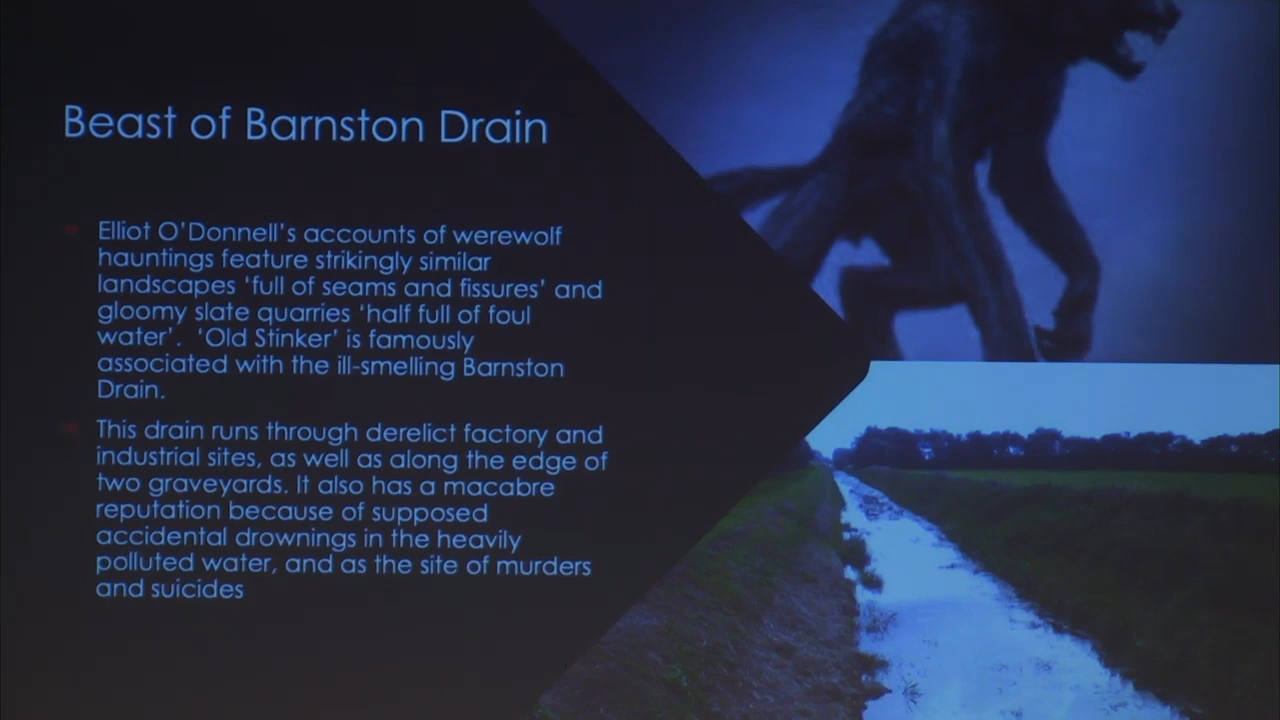 Beast of Barnston Drain
Elliot O'Donnell's accounts of werewolf
hauntings feature strikingly similar
landscapes 'full of seams and fissures' and
gloomy slate quarries 'half full of foul
water'. 'Old Stinker' is famously
associated with the ill-smelling Barnston
Drain.
This drain runs through derelict factory and
industrial sites, as well as along the edge of
two graveyards. It also has a macabre
reputation because of supposed
accidental drownings in the heavily
polluted water, and as the site of murders
and suicides